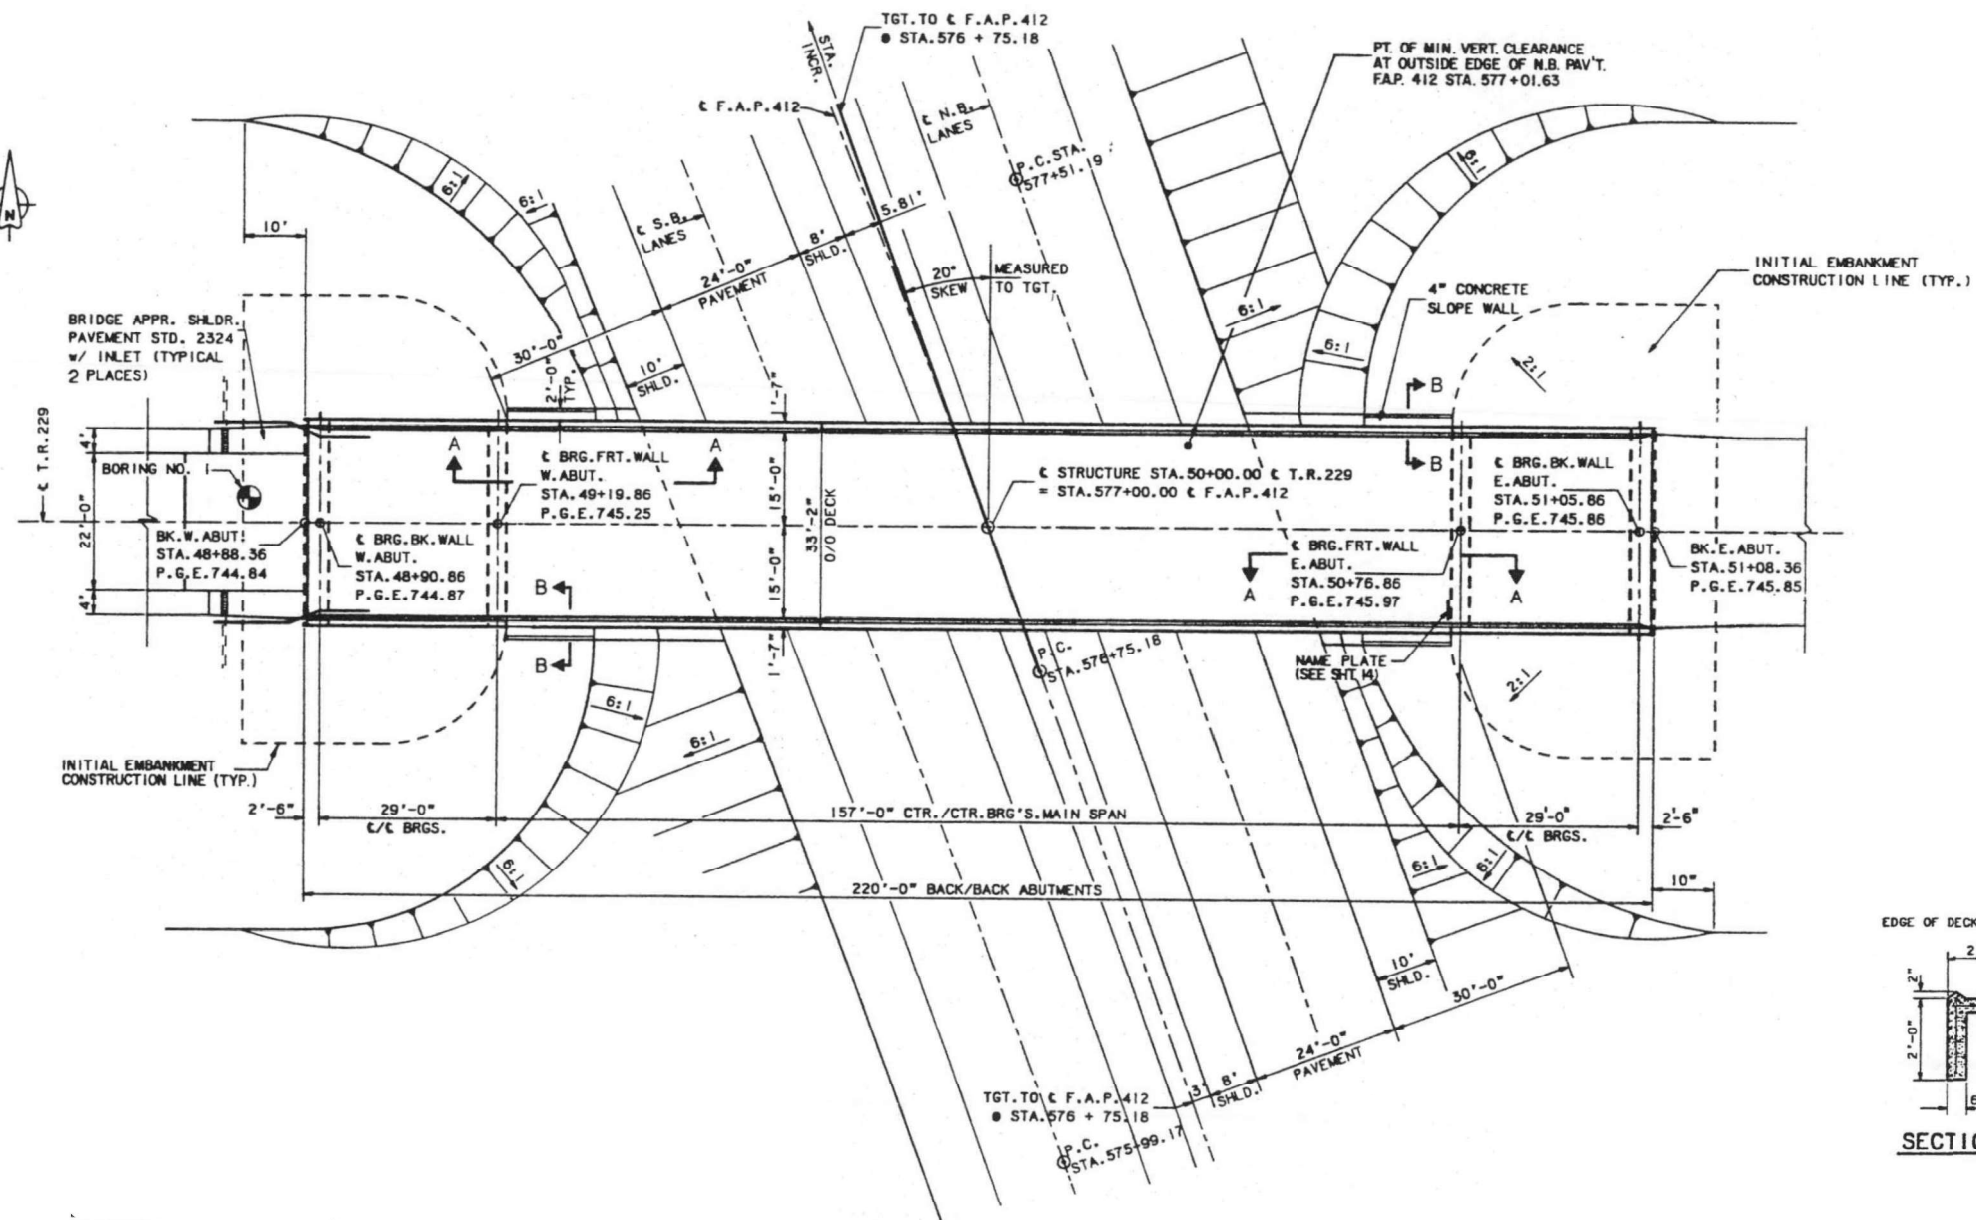 TGT. TO ℄ F.A.P. 412
@ STA. 576 + 75.18
STA.
INCR.
℄ F.A.P. 412
℄ N.B.
LANES
PT. OF MIN. VERT. CLEARANCE
AT OUTSIDE EDGE OF N.B. PAV'T.
F.A.P. 412 STA. 577+01.63
P.C. STA.
577+51.19
N
10'
6:1
6:1
℄ S.B.
LANES
24'-0"
PAVEMENT
8'
SHLD.
5.81'
20°
SKEW
MEASURED
TO TGT.
6:1
6:1
6:1
4" CONCRETE
SLOPE WALL
INITIAL EMBANKMENT
CONSTRUCTION LINE (TYP.)
BRIDGE APPR. SHLDR.
PAVEMENT STD. 2324
w/ INLET (TYPICAL
2 PLACES)
30'-0"
10'
SHLD.
2'-0"
TYP.
1'-7"
2:1
B
B
℄ T.R. 229
4'
22'-0"
4'
BORING NO. 1
A
A
℄ BRG. FRT. WALL
W. ABUT.
STA. 49+19.86
P.G.E. 745.25
15'-0"
15'-0"
33'-2"
O/O DECK
℄ STRUCTURE STA. 50+00.00 ℄ T.R. 229
= STA. 577+00.00 ℄ F.A.P. 412
℄ BRG. BK. WALL
E. ABUT.
STA. 51+05.86
P.G.E. 745.86
BK. W. ABUT.
STA. 48+88.36
P.G.E. 744.84
℄ BRG. BK. WALL
W. ABUT.
STA. 48+90.86
P.G.E. 744.87
℄ BRG. FRT. WALL
E. ABUT.
STA. 50+76.86
P.G.E. 745.97
A
A
BK. E. ABUT.
STA. 51+08.36
P.G.E. 745.85
B
B
1'-7"
P.C.
STA. 576+75.18
NAME PLATE
(SEE SHT. 14)
2:1
6:1
6:1
INITIAL EMBANKMENT
CONSTRUCTION LINE (TYP.)
2'-6"
29'-0"
℄/℄ BRGS.
157'-0" CTR./CTR. BRG'S. MAIN SPAN
29'-0"
℄/℄ BRGS.
2'-6"
6:1
6:1
6:1
220'-0" BACK/BACK ABUTMENTS
10"
EDGE OF DECK
2
2"
2'-0"
10'
SHLD.
30'-0"
24'-0"
PAVEMENT
3'
8'
SHLD.
TGT. TO ℄ F.A.P. 412
@ STA. 576 + 75.18
P.C.
STA. 575+99.17